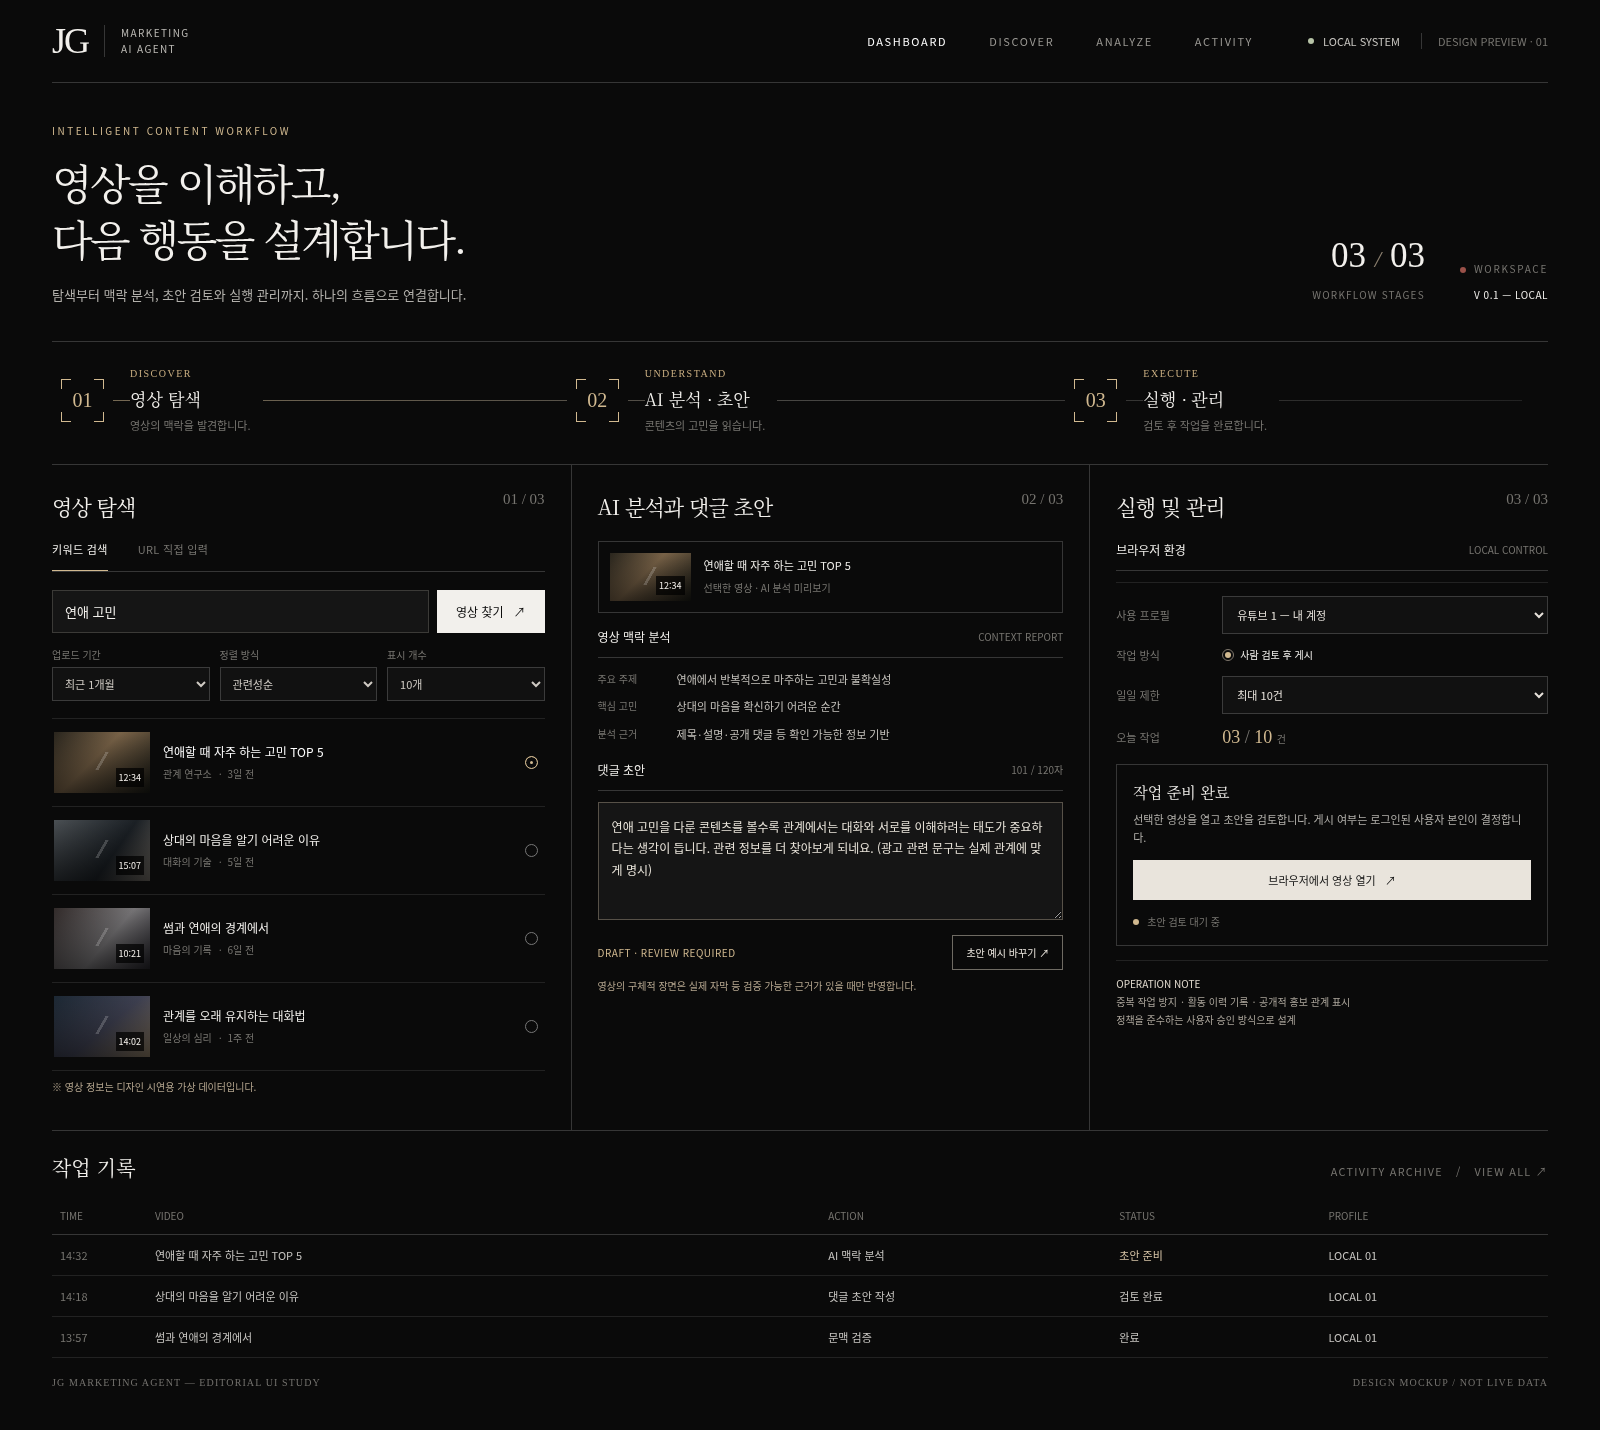 JG
MARKETING
AI AGENT
DASHBOARD
DISCOVER
ANALYZE
ACTIVITY
LOCAL SYSTEM
DESIGN PREVIEW · 01
INTELLIGENT CONTENT WORKFLOW
영상을 이해하고,
다음 행동을 설계합니다.
탐색부터 맥락 분석, 초안 검토와 실행 관리까지. 하나의 흐름으로 연결합니다.
03 / 03
WORKFLOW STAGES
WORKSPACE
V 0.1 — LOCAL
01
DISCOVER
영상 탐색
영상의 맥락을 발견합니다.
02
UNDERSTAND
AI 분석 · 초안
콘텐츠의 고민을 읽습니다.
03
EXECUTE
실행 · 관리
검토 후 작업을 완료합니다.
영상 탐색
01 / 03
키워드 검색
URL 직접 입력
연애 고민
영상 찾기 ↗
업로드 기간
정렬 방식
표시 개수
최근 1개월
관련성순
10개
12:34
연애할 때 자주 하는 고민 TOP 5
관계 연구소 · 3일 전
15:07
상대의 마음을 알기 어려운 이유
대화의 기술 · 5일 전
10:21
썸과 연애의 경계에서
마음의 기록 · 6일 전
14:02
관계를 오래 유지하는 대화법
일상의 심리 · 1주 전
※ 영상 정보는 디자인 시연용 가상 데이터입니다.
AI 분석과 댓글 초안
02 / 03
12:34
연애할 때 자주 하는 고민 TOP 5
선택한 영상 · AI 분석 미리보기
영상 맥락 분석
CONTEXT REPORT
주요 주제
연애에서 반복적으로 마주하는 고민과 불확실성
핵심 고민
상대의 마음을 확신하기 어려운 순간
분석 근거
제목·설명·공개 댓글 등 확인 가능한 정보 기반
댓글 초안
101 / 120자
연애 고민을 다룬 콘텐츠를 볼수록 관계에서는 대화와 서로를 이해하려는 태도가 중요하
다는 생각이 듭니다. 관련 정보를 더 찾아보게 되네요. (광고 관련 문구는 실제 관계에 맞
게 명시)
DRAFT · REVIEW REQUIRED
초안 예시 바꾸기 ↗
영상의 구체적 장면은 실제 자막 등 검증 가능한 근거가 있을 때만 반영합니다.
실행 및 관리
03 / 03
브라우저 환경
LOCAL CONTROL
사용 프로필
유튜브 1 — 내 계정
작업 방식
사람 검토 후 게시
일일 제한
최대 10건
오늘 작업
03 / 10 건
작업 준비 완료
선택한 영상을 열고 초안을 검토합니다. 게시 여부는 로그인된 사용자 본인이 결정합니
다.
브라우저에서 영상 열기 ↗
초안 검토 대기 중
OPERATION NOTE
중복 작업 방지 · 활동 이력 기록 · 공개적 홍보 관계 표시
정책을 준수하는 사용자 승인 방식으로 설계
작업 기록
ACTIVITY ARCHIVE / VIEW ALL ↗
TIME
VIDEO
ACTION
STATUS
PROFILE
14:32
연애할 때 자주 하는 고민 TOP 5
AI 맥락 분석
초안 준비
LOCAL 01
14:18
상대의 마음을 알기 어려운 이유
댓글 초안 작성
검토 완료
LOCAL 01
13:57
썸과 연애의 경계에서
문맥 검증
완료
LOCAL 01
JG MARKETING AGENT — EDITORIAL UI STUDY
DESIGN MOCKUP / NOT LIVE DATA